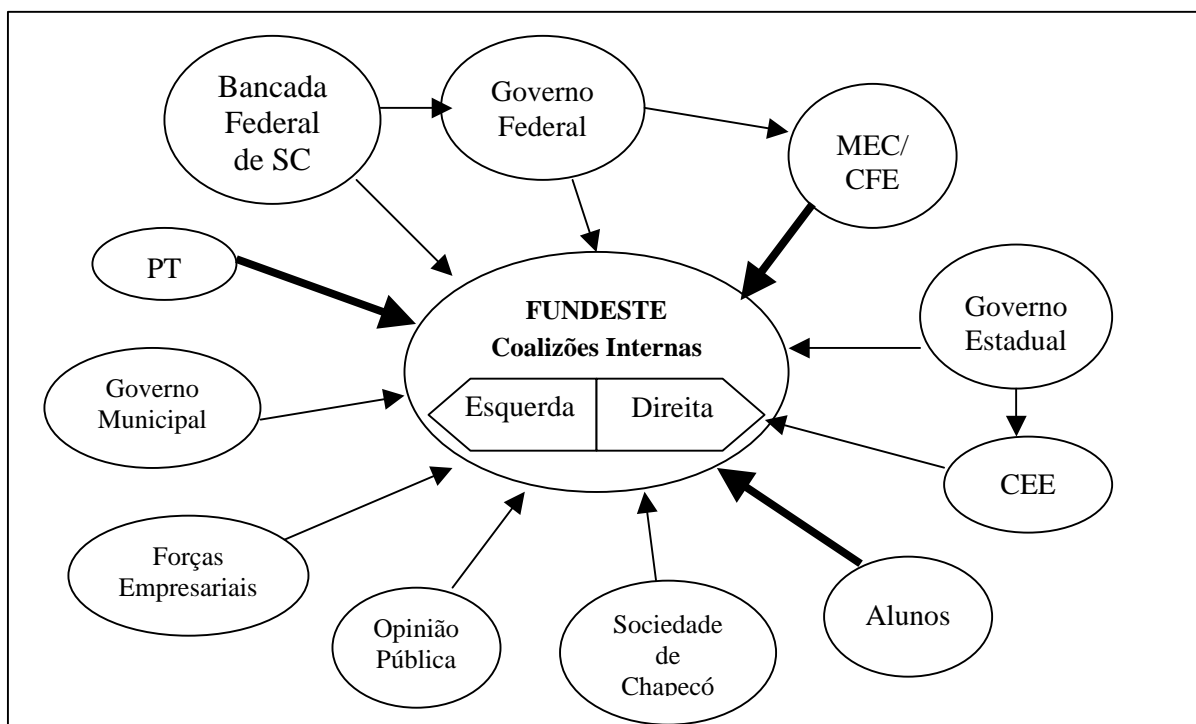 Bancada
Federal
de SC
Governo
Federal
MEC/
CFE
PT
FUNDESTE
Coalizões Internas
Esquerda
Direita
Governo
Estadual
Governo
Municipal
CEE
Forças
Empresariais
Opinião
Pública
Sociedade
de
Chapecó
Alunos